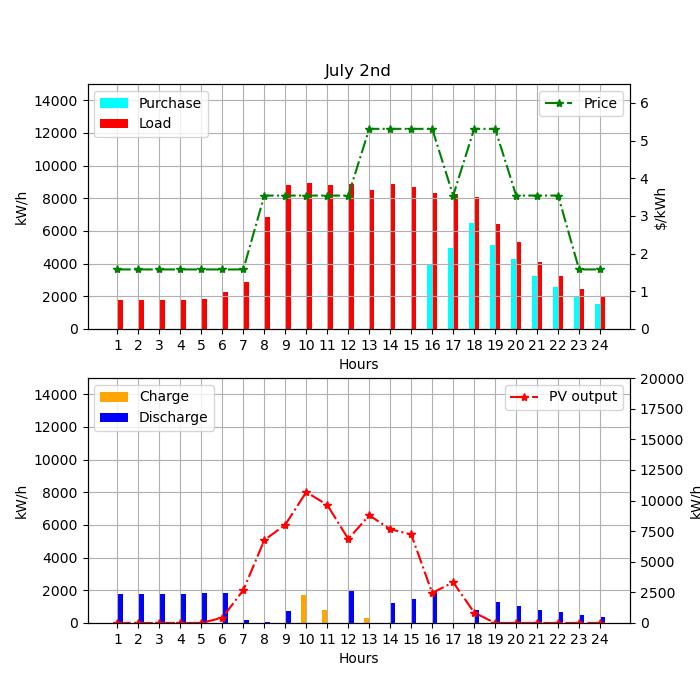 July 2nd
Purchase
Load
Price
14000
12000
10000
8000
6000
4000
2000
0
kW/h
6
5
4
3
2
1
0
$/kWh
1 2 3 4 5 6 7 8 9 10 11 12 13 14 15 16 17 18 19 20 21 22 23 24
Hours
Charge
Discharge
PV output
14000
12000
10000
8000
6000
4000
2000
0
kW/h
20000
17500
15000
12500
10000
7500
5000
2500
0
kW/h
1 2 3 4 5 6 7 8 9 10 11 12 13 14 15 16 17 18 19 20 21 22 23 24
Hours